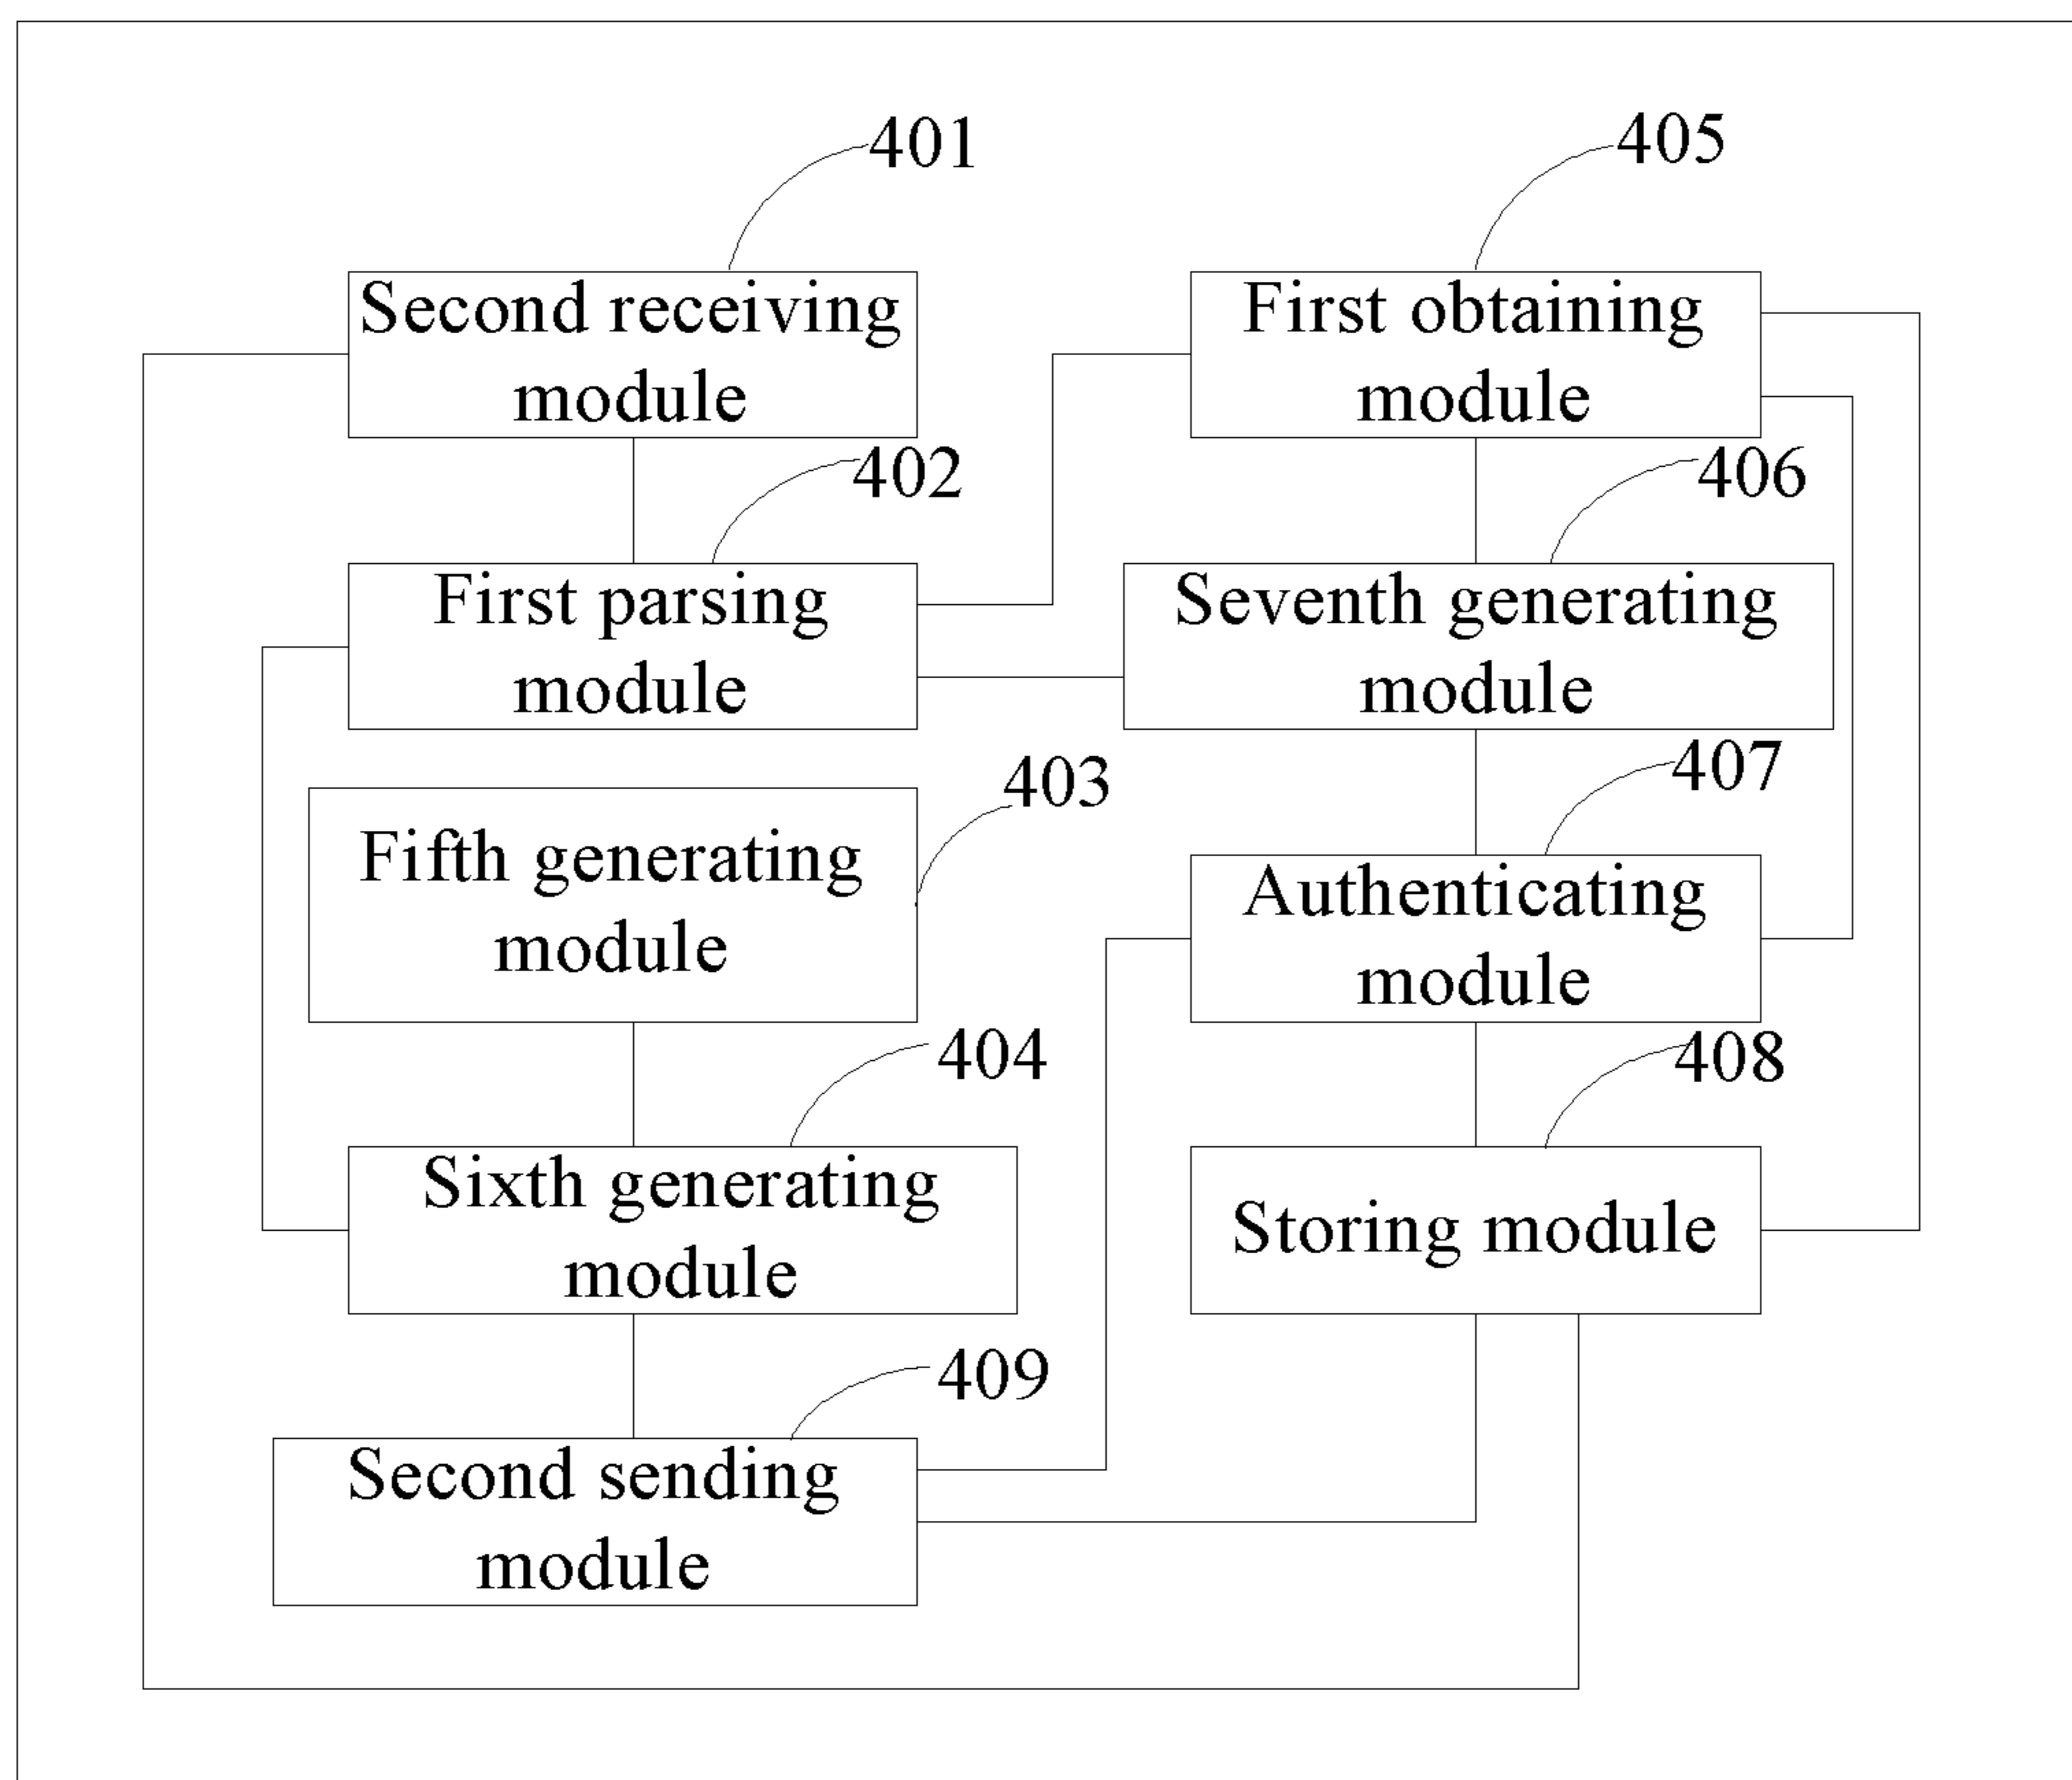 401
Second receiving
module
402
First parsing
module
403
Fifth generating
module
404
Sixth generating
module
409
Second sending
module
405
First obtaining
module
406
Seventh generating
module
407
Authenticating
module
408
Storing module